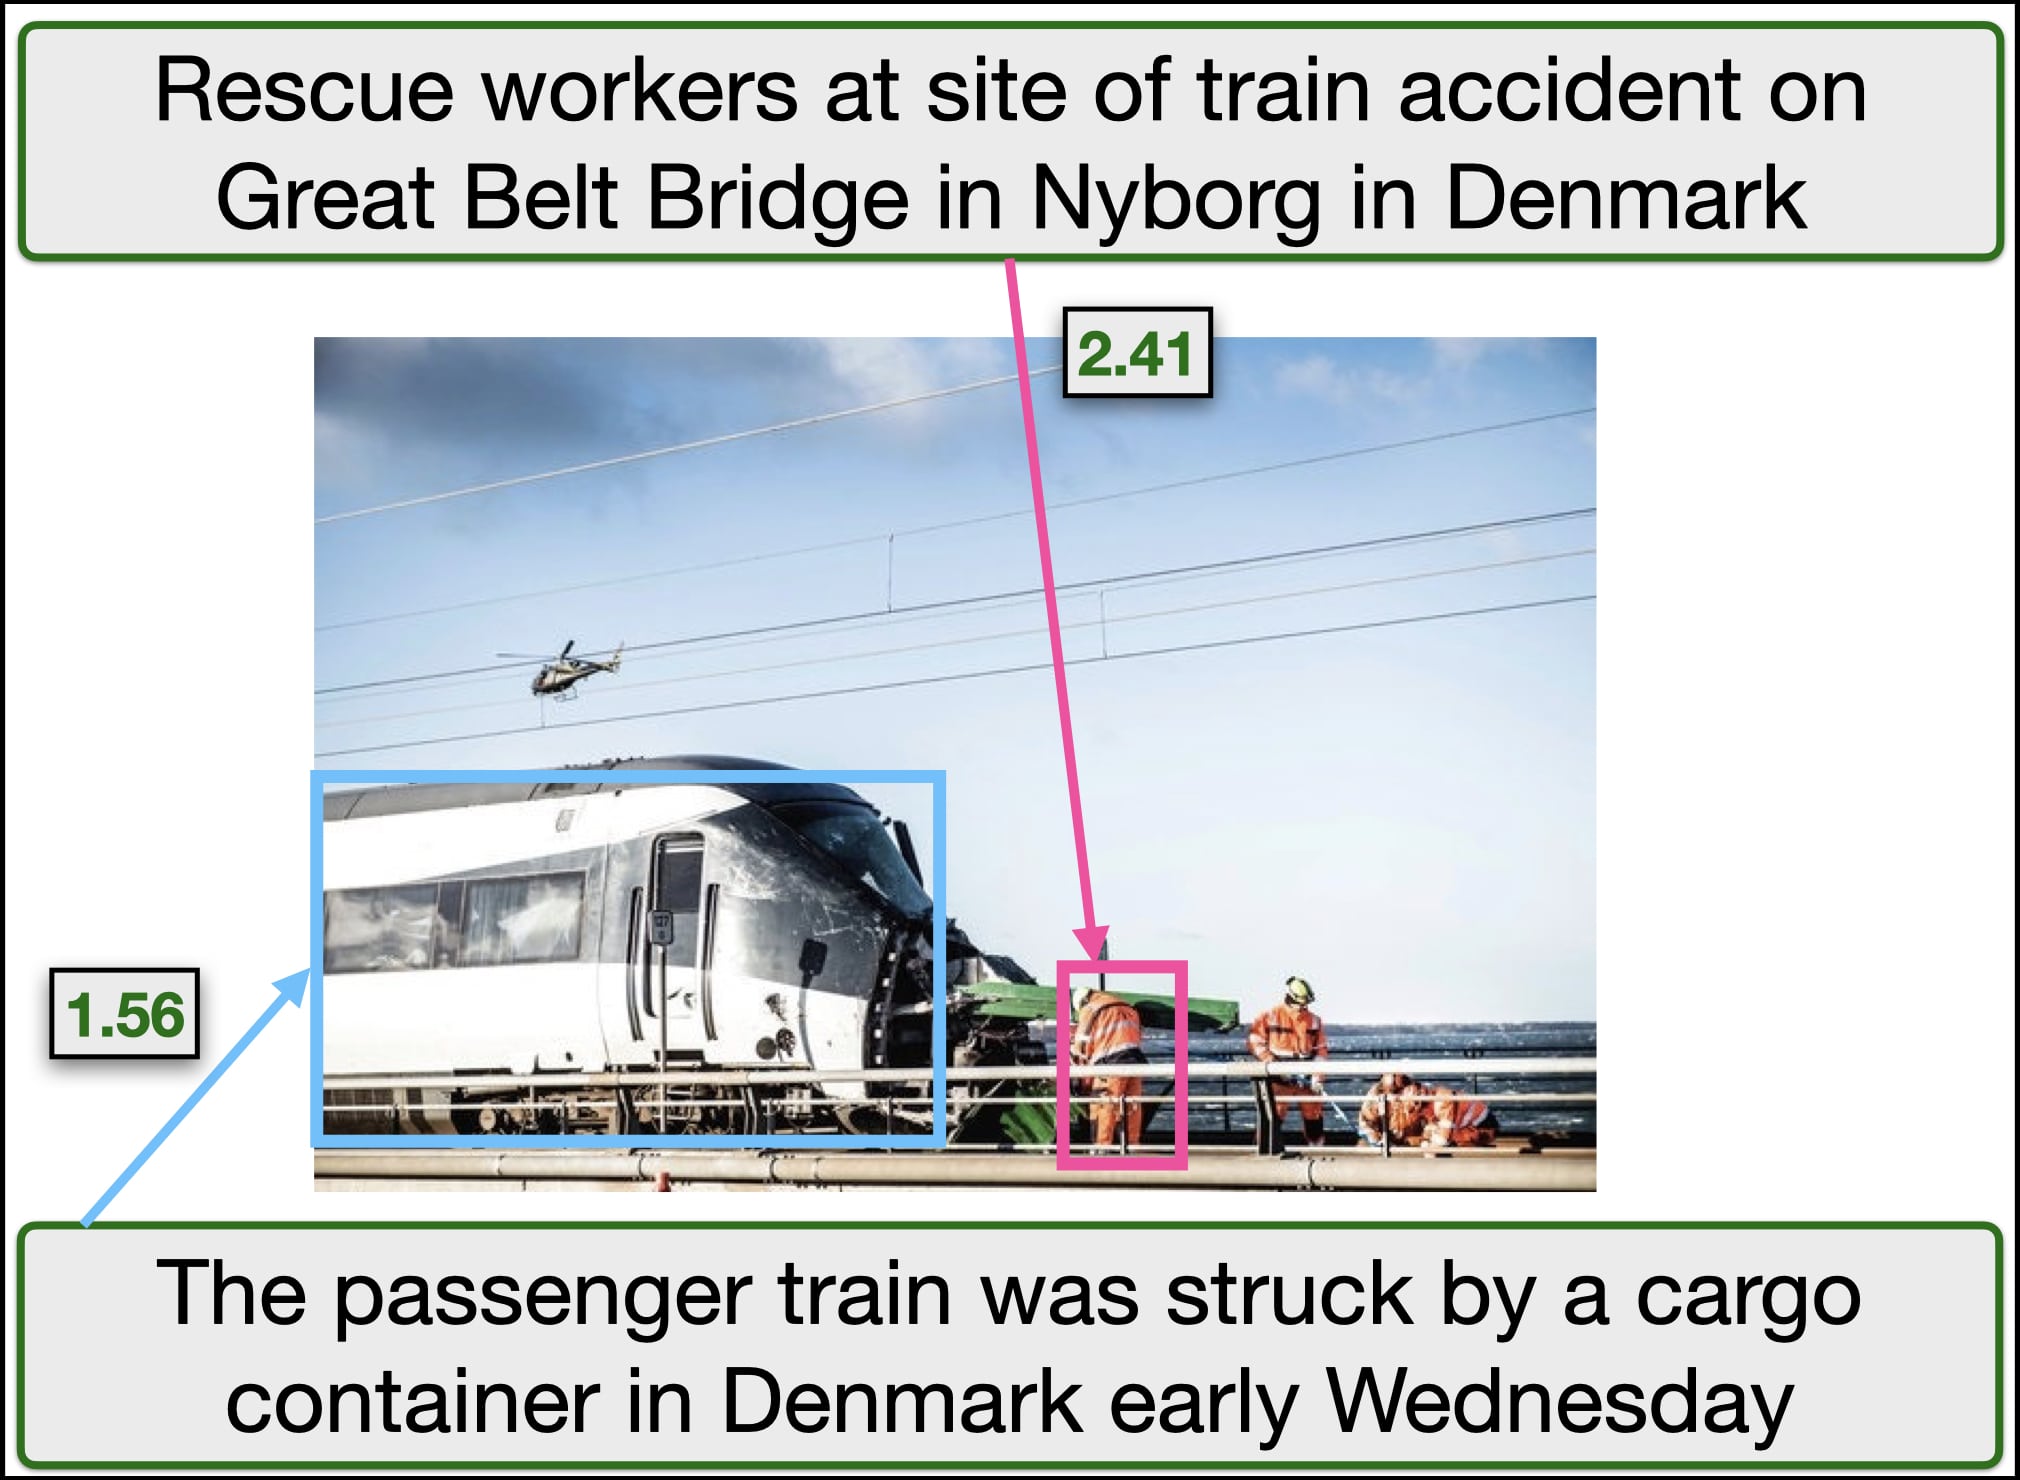 Rescue workers at site of train accident on
Great Belt Bridge in Nyborg in Denmark
2.41
1.56
The passenger train was struck by a cargo
container in Denmark early Wednesday